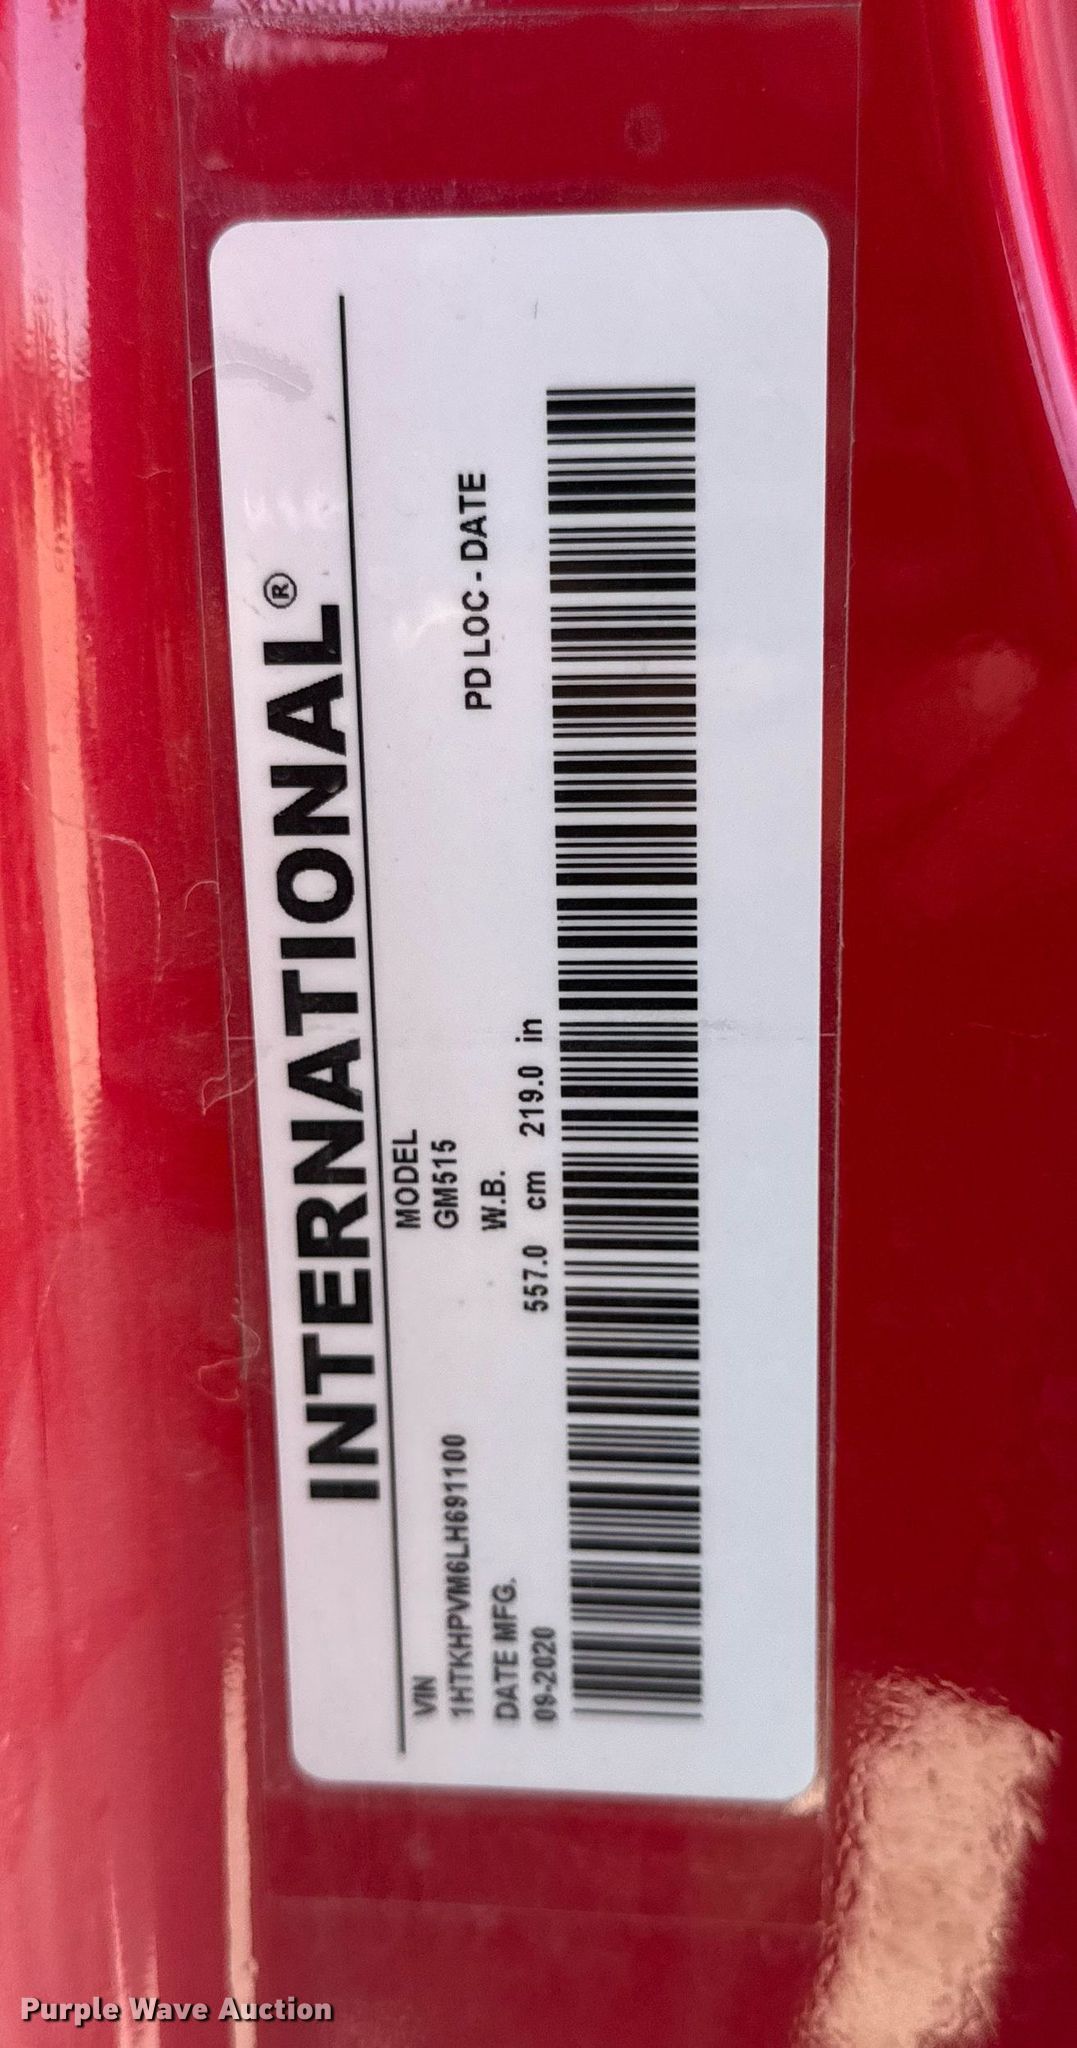 INTERNATIONAL®
VIN
1HTKHPVM6LH691100
MODEL
GM515
DATE MFG.
09-2020
W.B.
557.0 cm 219.0 in
PD LOC - DATE
Purple Wave Auction